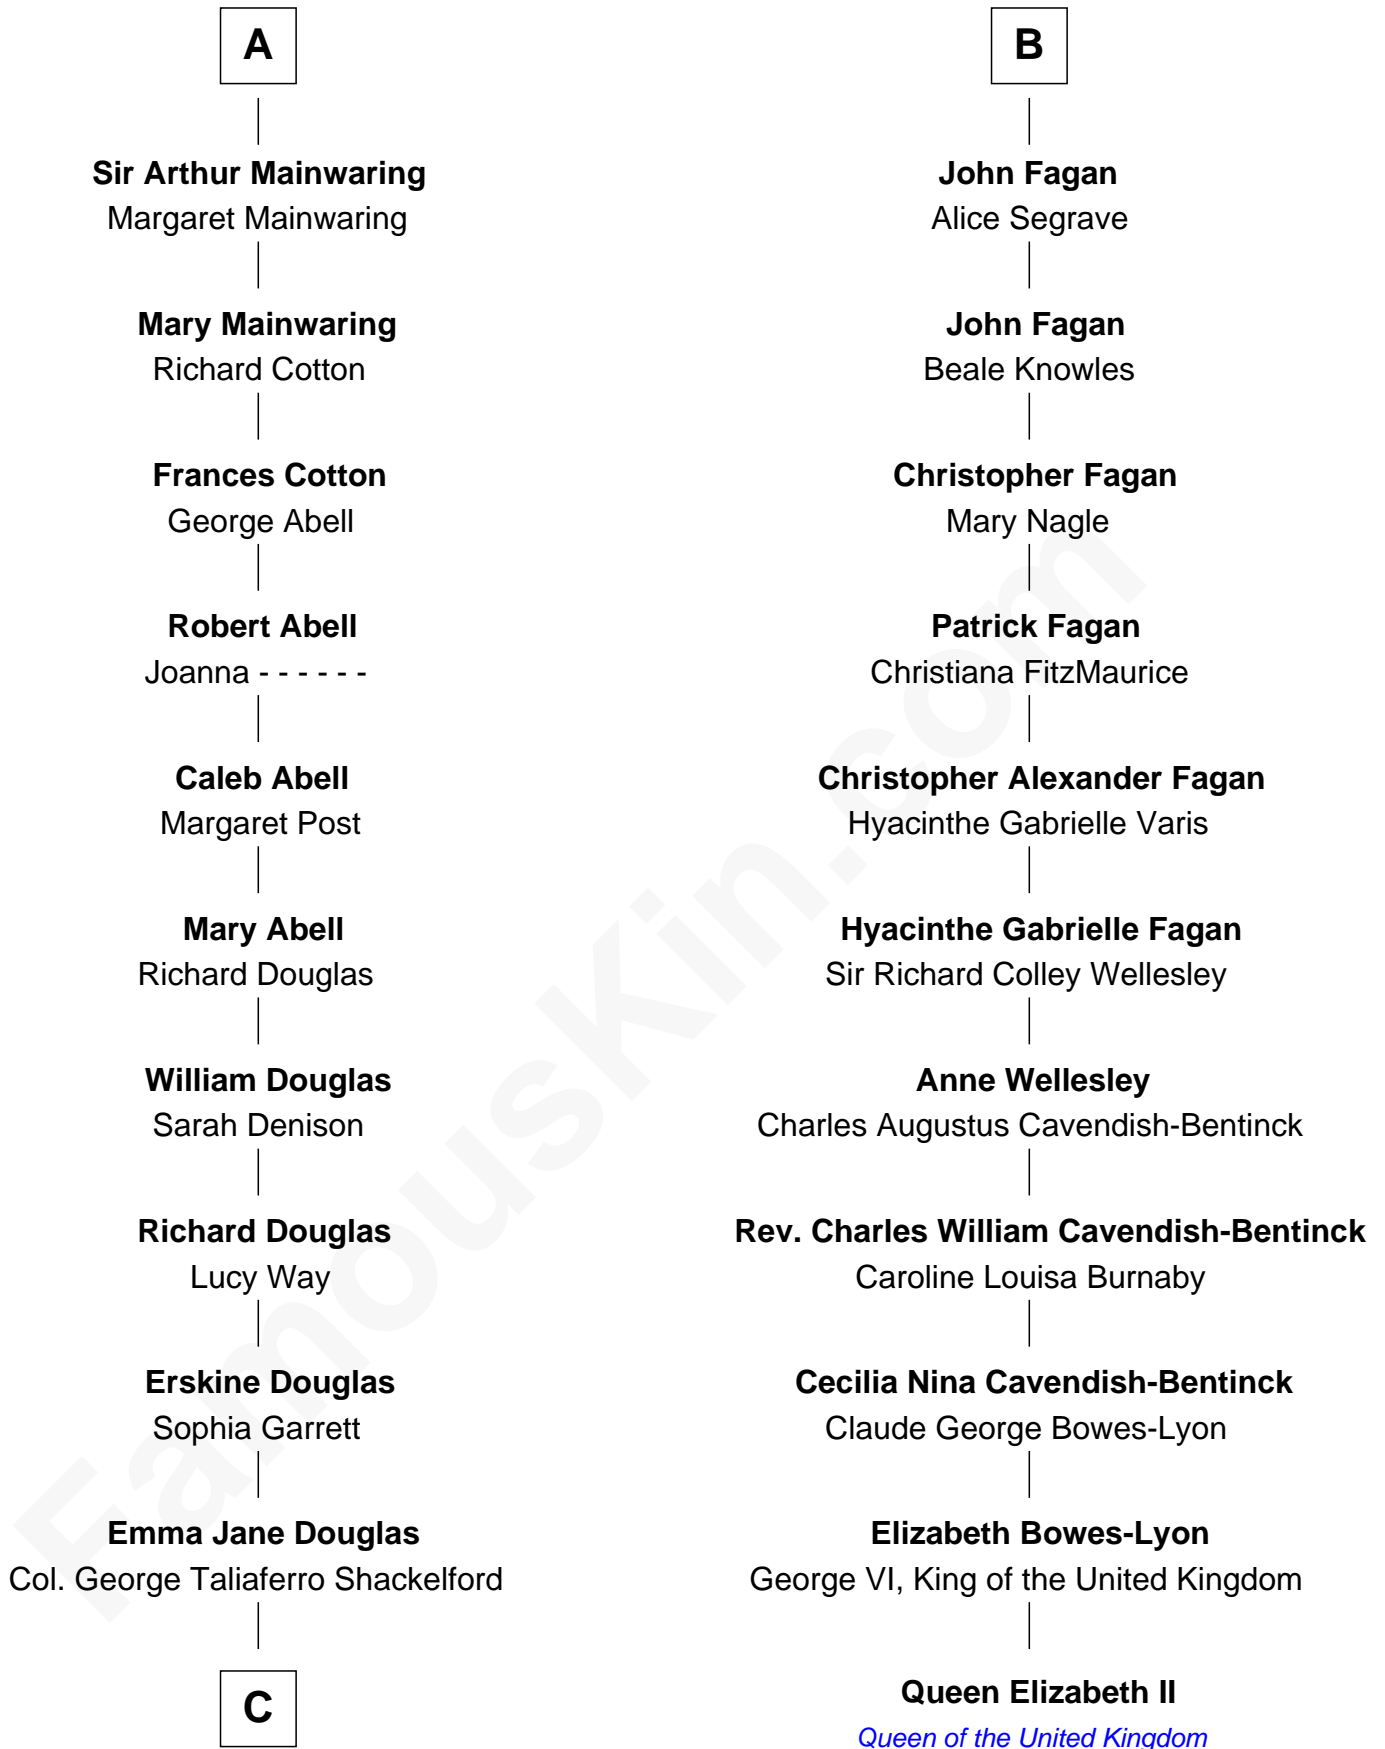 A
Sir Arthur Mainwaring
Margaret Mainwaring
Mary Mainwaring
Richard Cotton
Frances Cotton
George Abell
Robert Abell
Joanna - - - - - -
Caleb Abell
Margaret Post
Mary Abell
Richard Douglas
William Douglas
Sarah Denison
Richard Douglas
Lucy Way
Erskine Douglas
Sophia Garrett
Emma Jane Douglas
Col. George Taliaferro Shackelford
C
B
John Fagan
Alice Segrave
John Fagan
Beale Knowles
Christopher Fagan
Mary Nagle
Patrick Fagan
Christiana FitzMaurice
Christopher Alexander Fagan
Hyacinthe Gabrielle Varis
Hyacinthe Gabrielle Fagan
Sir Richard Colley Wellesley
Anne Wellesley
Charles Augustus Cavendish-Bentinck
Rev. Charles William Cavendish-Bentinck
Caroline Louisa Burnaby
Cecilia Nina Cavendish-Bentinck
Claude George Bowes-Lyon
Elizabeth Bowes-Lyon
George VI, King of the United Kingdom
Queen Elizabeth II
Queen of the United Kingdom
FamousKin.com